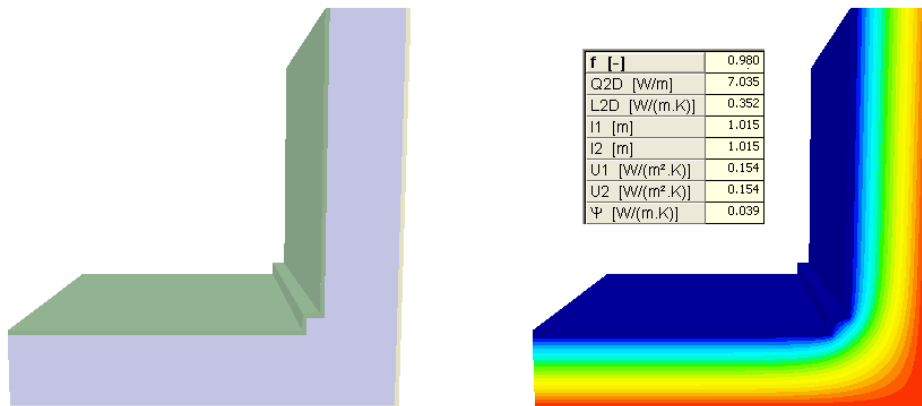 f [-] 0.980
Q2D [W/m] 7.035
L2D [W/(m.K)] 0.352
l1 [m] 1.015
l2 [m] 1.015
U1 [W/(m².K)] 0.154
U2 [W/(m².K)] 0.154
Ψ [W/(m.K)] 0.039